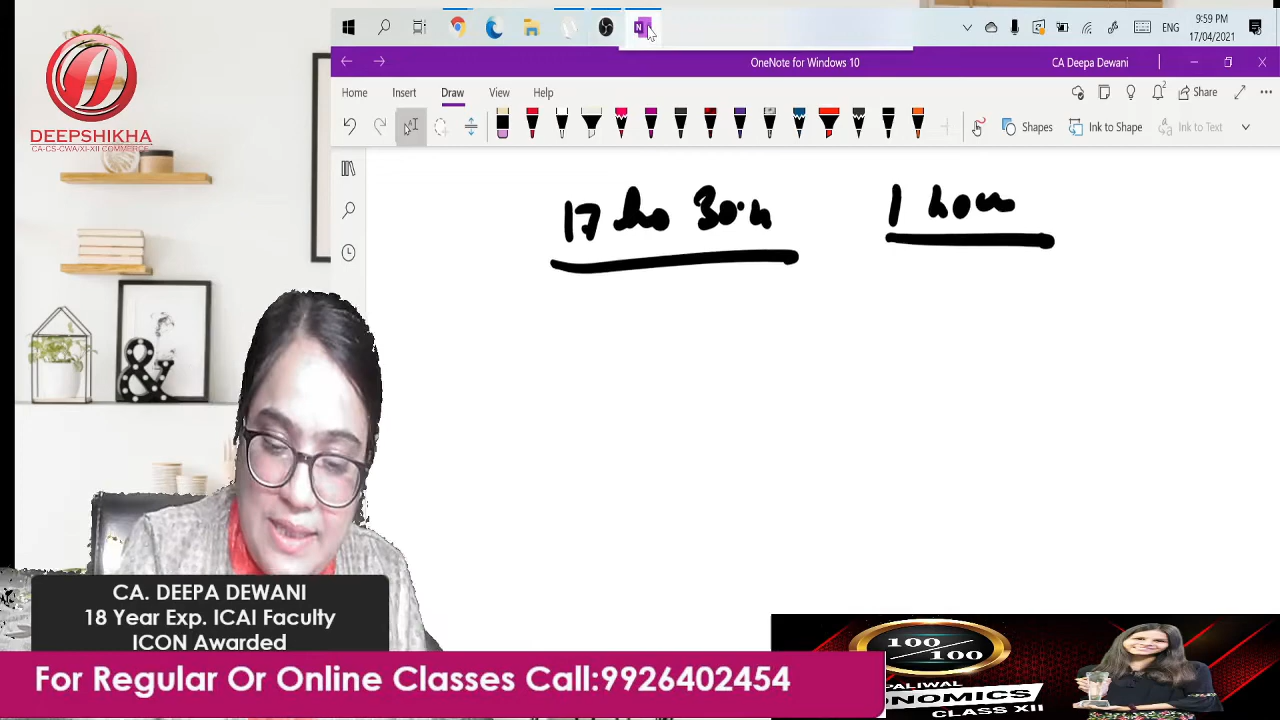 DEEPSHIKHA
CA-CS-CWA/XI-XII COMMERCE
9:59 PM
ENG
17/04/2021
OneNote for Windows 10
CA Deepa Dewani
Home Insert Draw View Help
Share
Shapes
Ink to Shape
Ink to Text
17 30
1 hour
&
CA. DEEPA DEWANI
18 Year Exp. ICAI Faculty
ICON Awarded
For Regular Or Online Classes Call:9926402454
100/100
PALIWAL
ONOMICS
CLASS XII